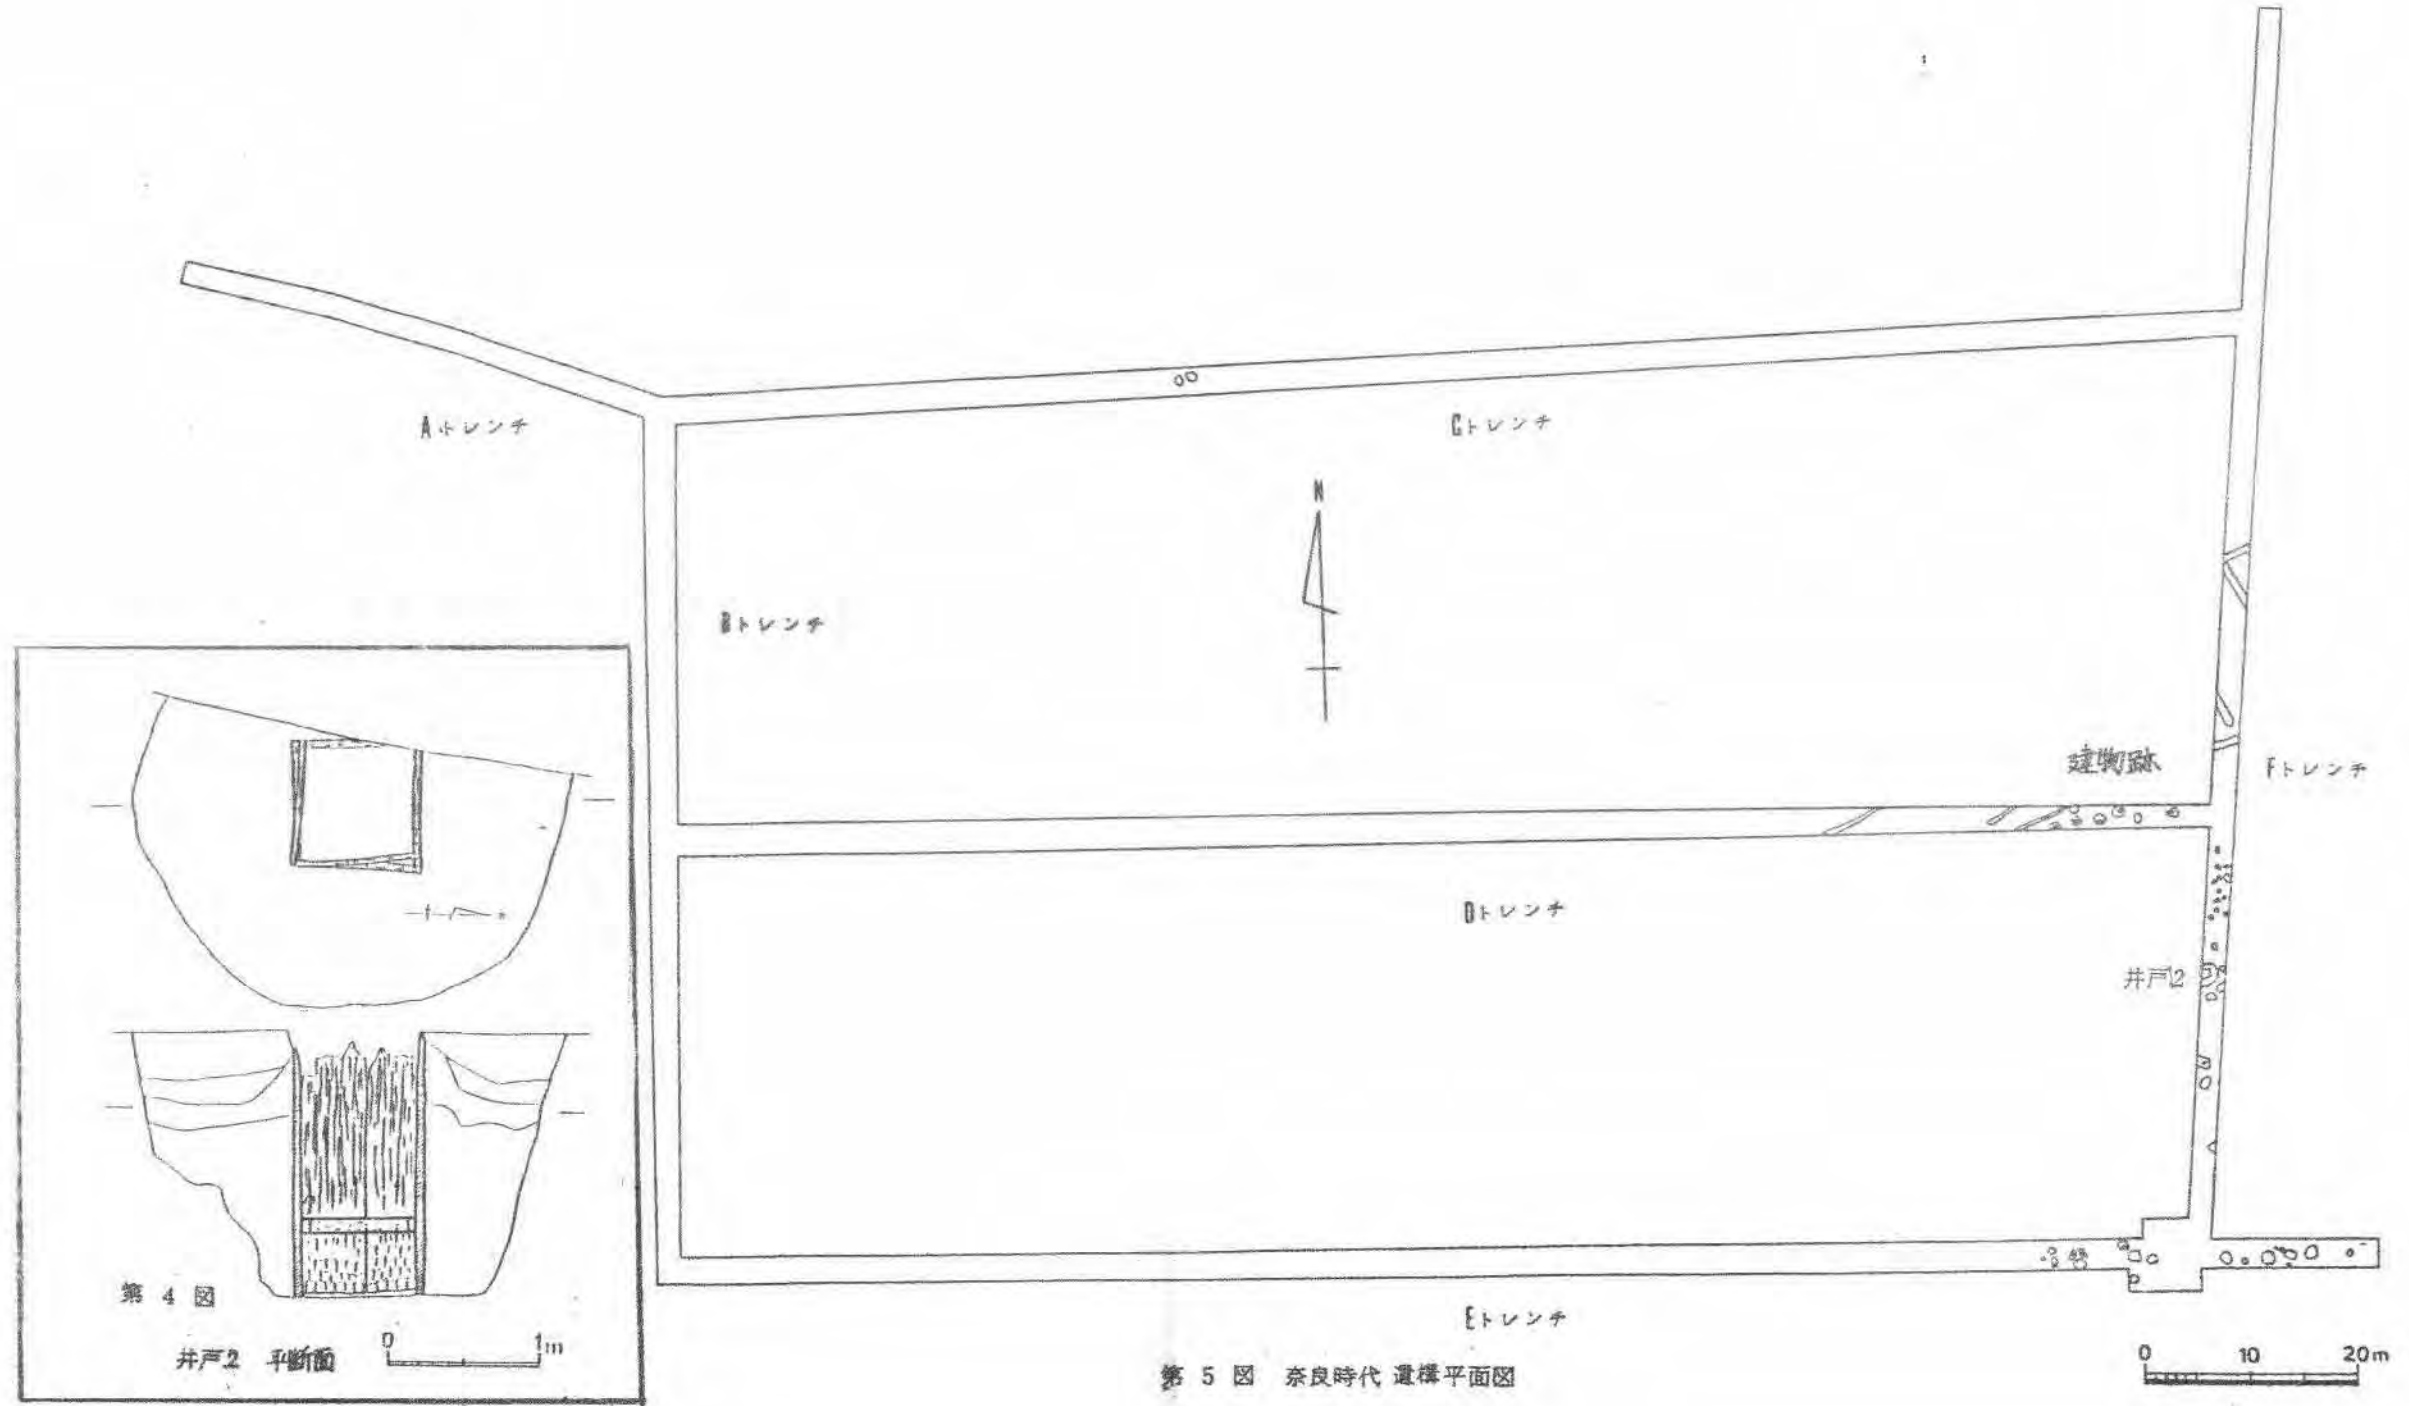 Aトレンチ
Cトレンチ
N
Bトレンチ
建物跡
Fトレンチ
Dトレンチ
井戸2
第 4 図
井戸2 平断面
0 1m
Eトレンチ
第 5 図 奈良時代 遺構平面図
0 10 20m